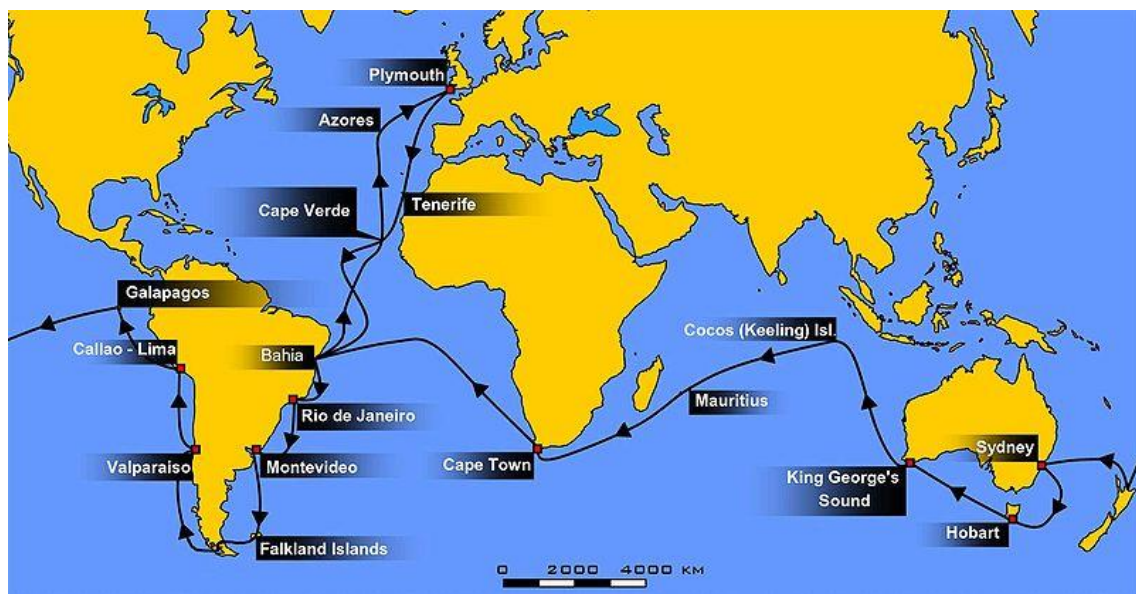 Plymouth
Azores
Cape Verde
Tenerife
Galapagos
Callao - Lima
Bahia
Cocos (Keeling) Isl.
Mauritius
Rio de Janeiro
Valparaiso
Montevideo
Cape Town
Sydney
King George's
Sound
Hobart
Falkland Islands
0 2000 4000 KM